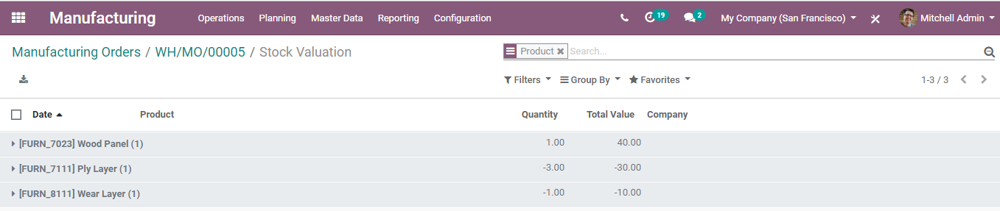 Manufacturing Operations Planning Master Data Reporting Configuration 19 2 My Company (San Francisco) Mitchell Admin
Manufacturing Orders / WH/MO/00005 / Stock Valuation Product Search...
Filters Group By Favorites 1-3 / 3
Date Product Quantity Total Value Company
[FURN_7023] Wood Panel (1) 1.00 40.00
[FURN_7111] Ply Layer (1) -3.00 -30.00
[FURN_8111] Wear Layer (1) -1.00 -10.00